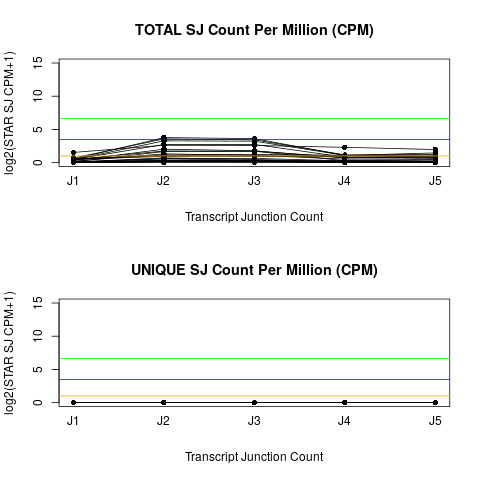 TOTAL SJ Count Per Million (CPM)
log2(STAR SJ CPM+1)
15
10
5
0
J1 J2 J3 J4 J5
Transcript Junction Count
UNIQUE SJ Count Per Million (CPM)
log2(STAR SJ CPM+1)
15
10
5
0
J1 J2 J3 J4 J5
Transcript Junction Count